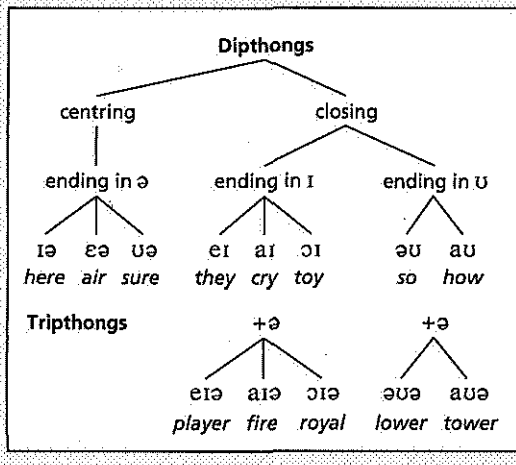 Dipthongs
centring closing
ending in ə ending in ɪ ending in ʊ
ɪə ɛə ʊə eɪ aɪ ɔɪ əʊ aʊ
here air sure they cry toy so how
Tripthongs +ə +ə
eɪə aɪə ɔɪə əʊə aʊə
player fire royal lower tower